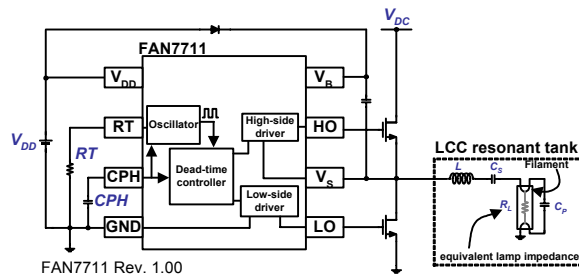 V_DC
FAN7711
V_DD
V_B
RT
Oscillator
High-side
driver
HO
V_DD
RT
CPH
Dead-time
controller
V_S
LCC resonant tank
Filament
L
C_S
CPH
Low-side
driver
R_L
C_P
GND
LO
equivalent lamp impedance
FAN7711 Rev. 1.00